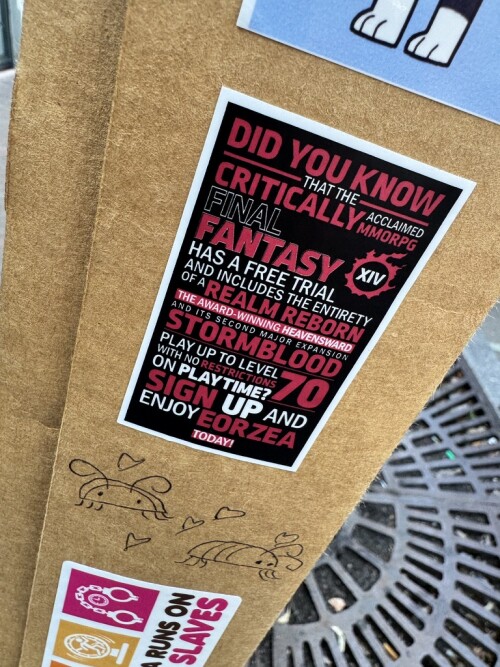 DID YOU KNOW
THAT THE
CRITICALLY
ACCLAIMED
MMORPG
FINAL
FANTASY
XIV
HAS A FREE TRIAL
AND INCLUDES THE ENTIRETY
OF A REALM REBORN
THE AWARD-WINNING HEAVENSWARD
AND ITS SECOND MAJOR EXPANSION
STORMBLOOD
PLAY UP TO LEVEL 70
WITH NO RESTRICTIONS
ON PLAYTIME?
SIGN UP AND
ENJOY EORZEA
TODAY!
A RUNS ON
SLAVES